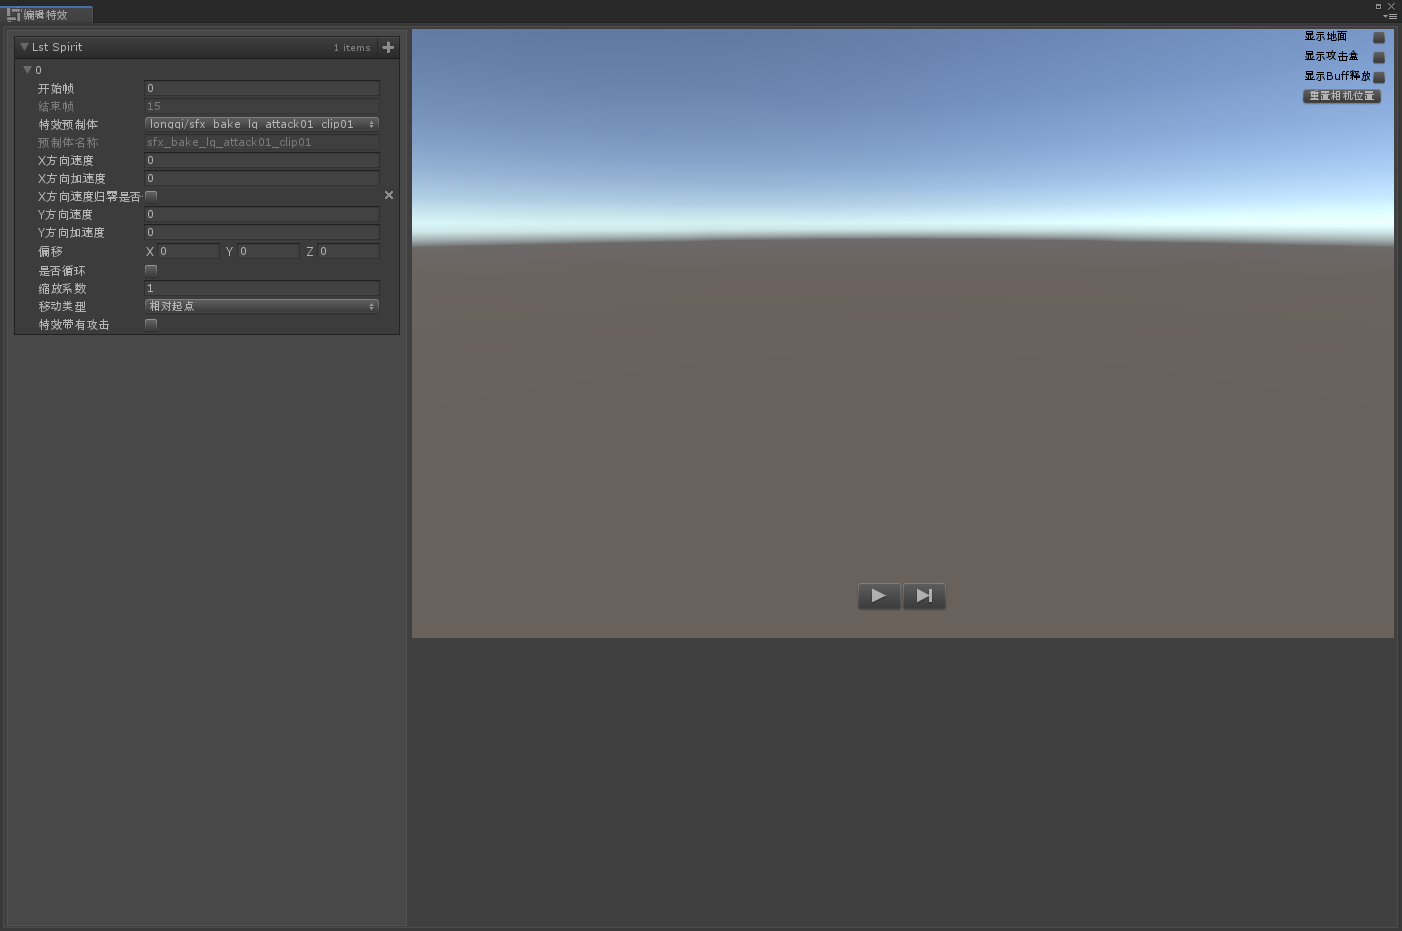 编辑特效
Lst Spirit 1 items
0
开始帧 0
结束帧 15
特效预制体 longqi/sfx_bake_lq_attack01_clip01
预制体名称 sfx_bake_lq_attack01_clip01
X方向速度 0
X方向加速度 0
X方向速度归零是否
Y方向速度 0
Y方向加速度 0
偏移 X 0 Y 0 Z 0
是否循环
缩放系数 1
移动类型 相对起点
特效带有攻击
显示地面
显示攻击盒
显示Buff释放
重置相机位置